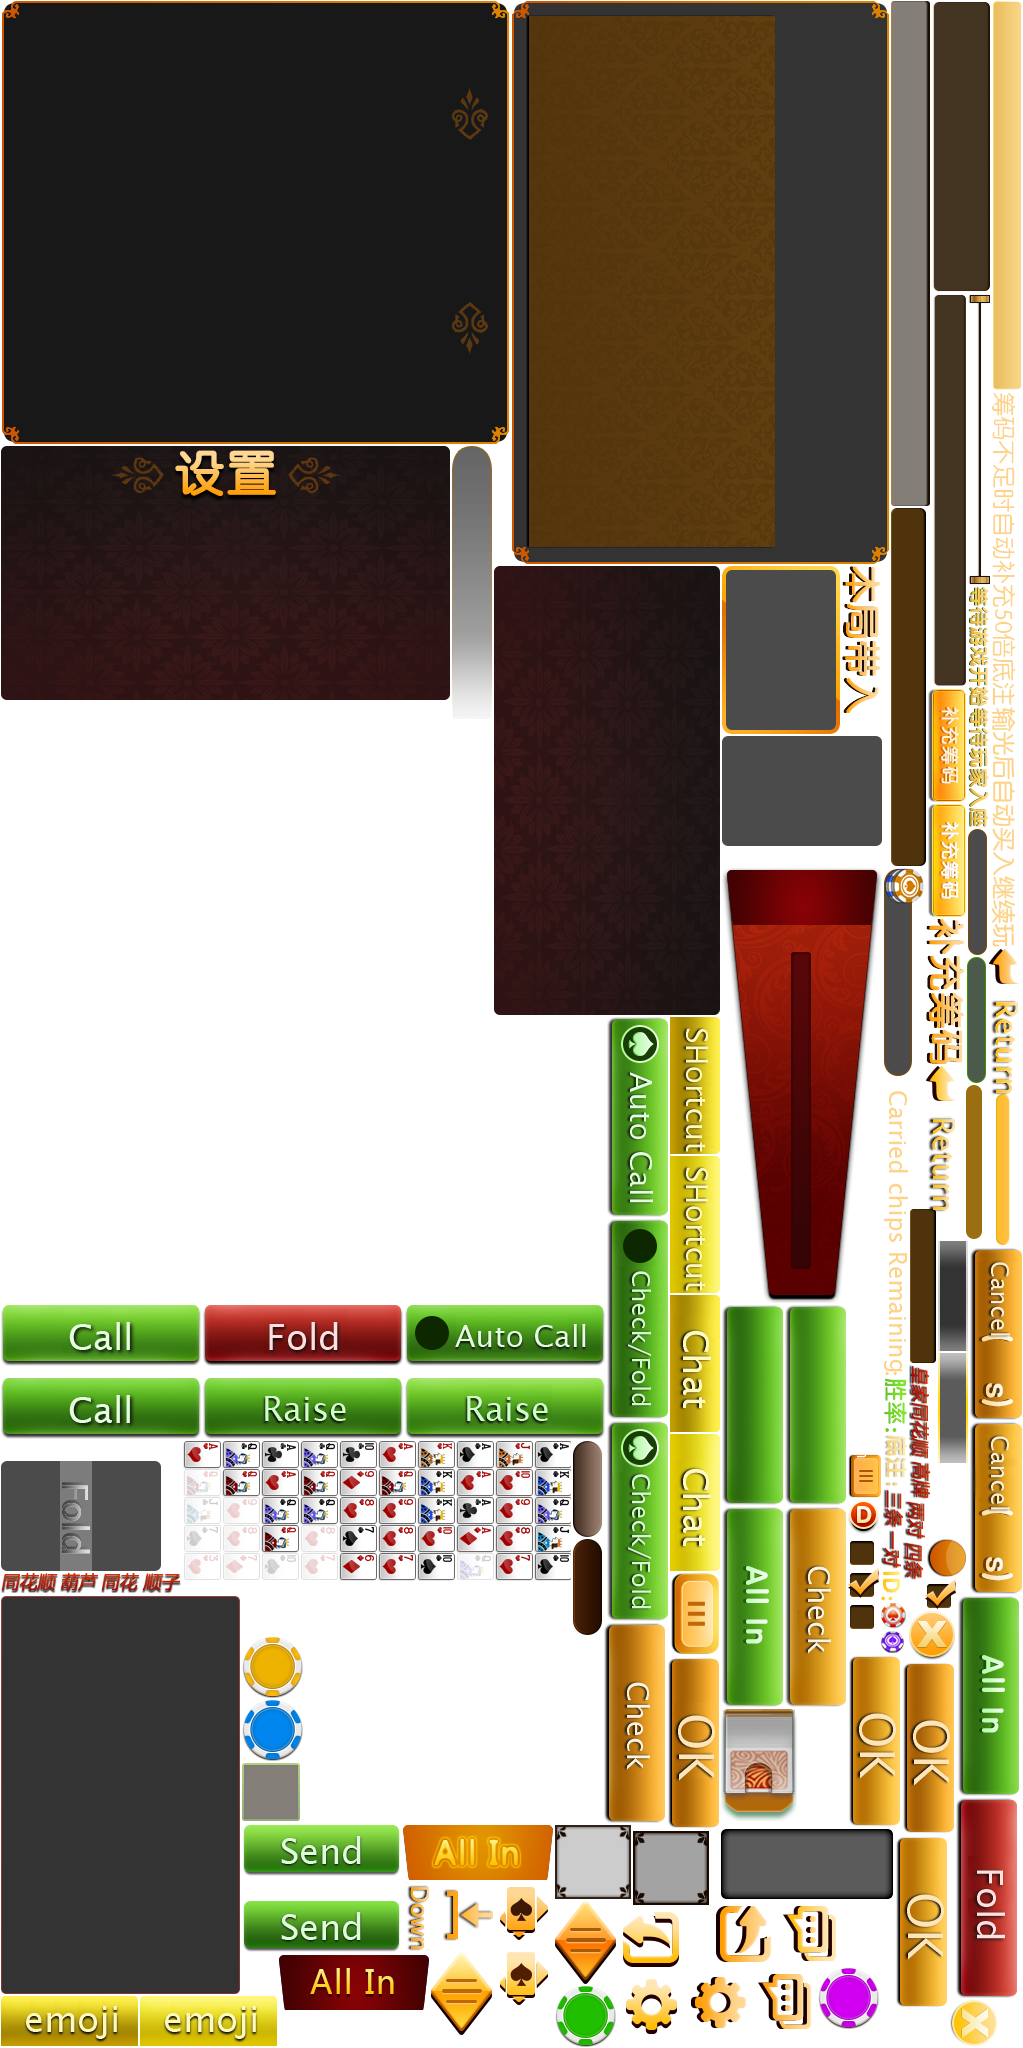 设置
本局带入
筹码不足时自动补充50倍底注
输光后自动买入继续玩
等待游戏开始
等待玩家入座
补充筹码
补充筹码
补充筹码
Return
Return
Carried chips Remaining:
胜率:
底注:
三条 一对
ID:
皇家同花顺 高牌 两对 四条
Cancel
s)
Cancel
s)
SHortcut
SHortcut
Chat
Chat
Auto Call
Check/Fold
Check/Fold
Call
Fold
Auto Call
Call
Raise
Raise
Fold
同花顺 葫芦 同花 顺子
All In
Check
Check
All In
D
OK
OK
OK
OK
Fold
Send
All In
Send
Down
All In
emoji
emoji